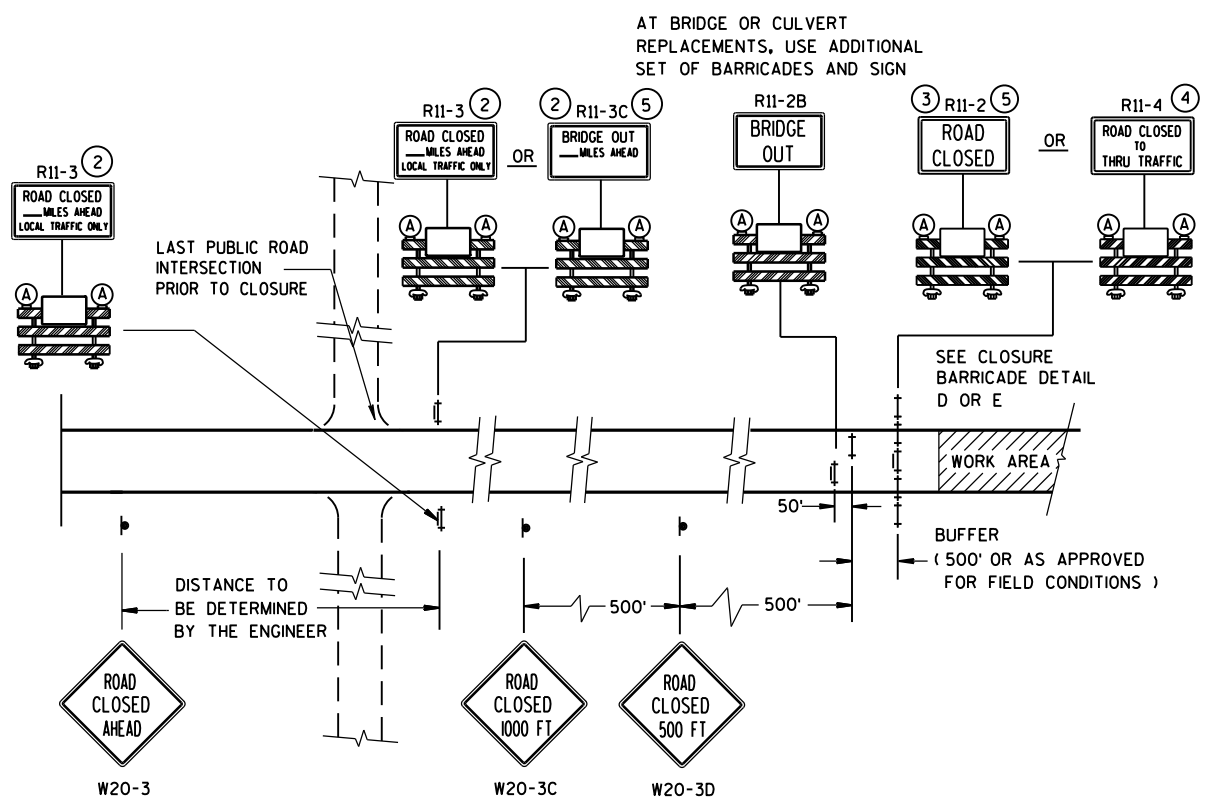 AT BRIDGE OR CULVERT
REPLACEMENTS, USE ADDITIONAL
SET OF BARRICADES AND SIGN
R11-3 2
ROAD CLOSED
MILES AHEAD
LOCAL TRAFFIC ONLY
A A
R11-3 2
ROAD CLOSED
MILES AHEAD
LOCAL TRAFFIC ONLY
A A
OR
2 R11-3C 5
BRIDGE OUT
MILES AHEAD
A A
R11-2B
BRIDGE
OUT
A A
3 R11-2 5
ROAD
CLOSED
A A
OR
R11-4 4
ROAD CLOSED
TO
THRU TRAFFIC
A A
LAST PUBLIC ROAD
INTERSECTION
PRIOR TO CLOSURE
SEE CLOSURE
BARRICADE DETAIL
D OR E
WORK AREA
50'
BUFFER
( 500' OR AS APPROVED
FOR FIELD CONDITIONS )
DISTANCE TO
BE DETERMINED
BY THE ENGINEER
500'
500'
ROAD
CLOSED
AHEAD
W20-3
ROAD
CLOSED
1000 FT
W20-3C
ROAD
CLOSED
500 FT
W20-3D